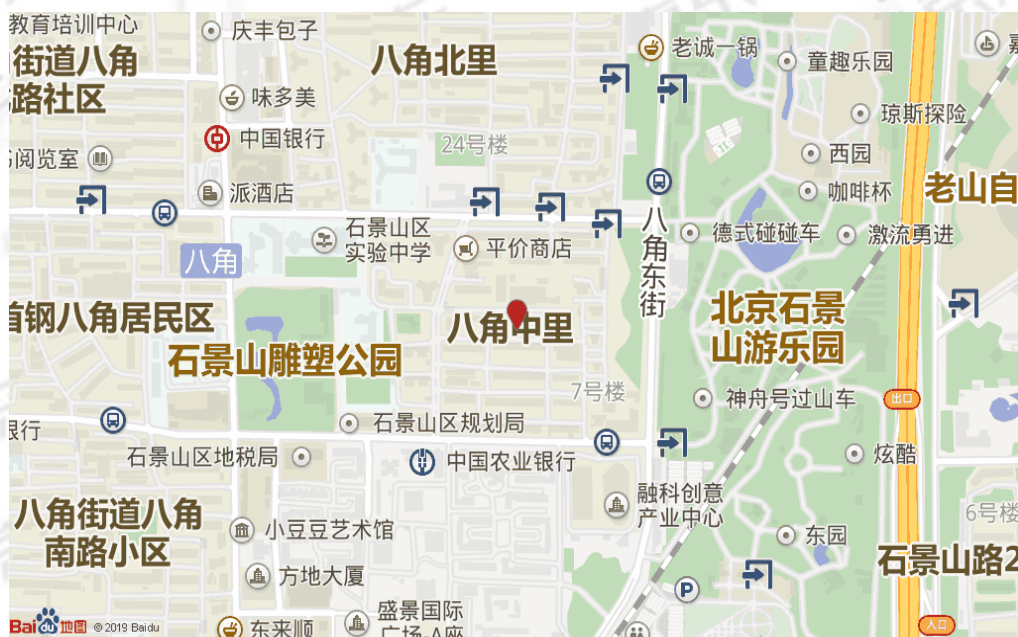 教育培训中心
庆丰包子
街道八角
路社区
八角北里
老诚一锅
童趣乐园
味多美
琼斯探险
中国银行
24号楼
阅览室
西园
派酒店
咖啡杯
老山自
石景山区
实验中学
平价商店
八角东街
德式碰碰车
激流勇进
八角
首钢八角居民区
八角中里
北京石景
山游乐园
石景山雕塑公园
7号楼
神舟号过山车
出口
银行
石景山区规划局
石景山区地税局
中国农业银行
炫酷
融科创意
产业中心
八角街道八角
南路小区
小豆豆艺术馆
6号楼
东园
石景山路2
方地大厦
P
盛景国际
广场-A座
东来顺
入口
Bai du 地图 © 2019 Baidu